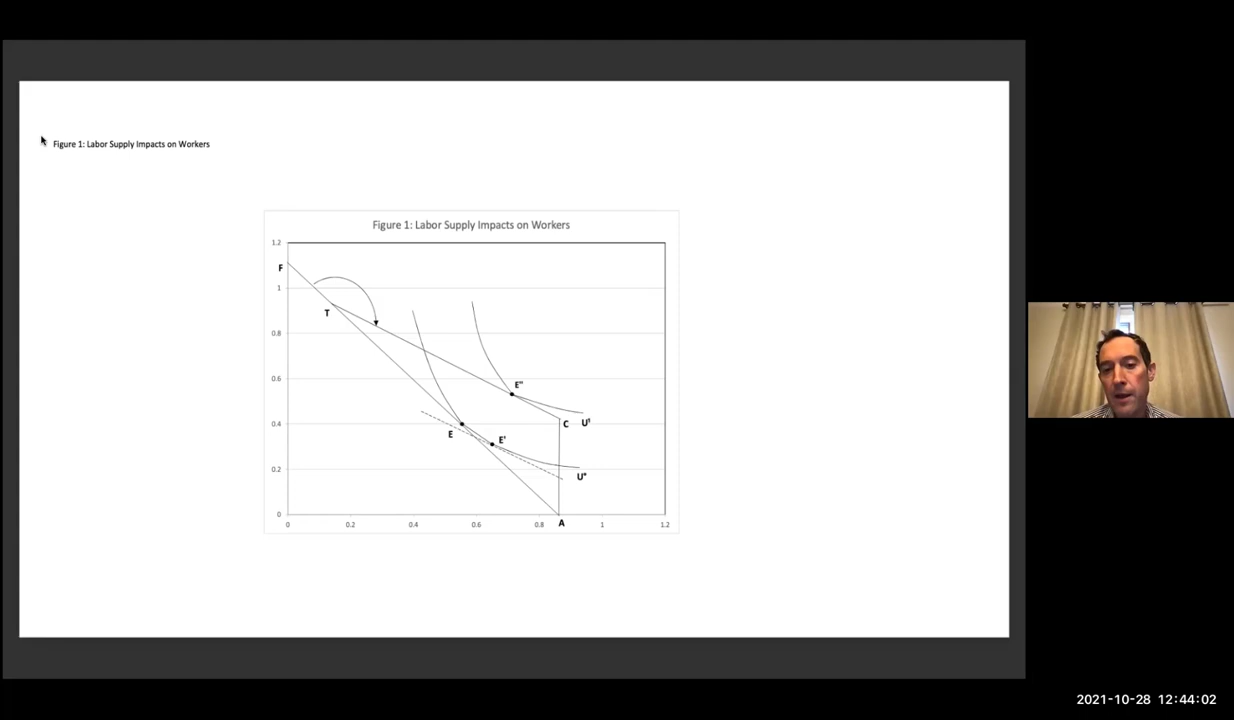 Figure 1: Labor Supply Impacts on Workers
Figure 1: Labor Supply Impacts on Workers
1.2
F
1
T
0.8
0.6
E"
0.4
E
E'
C
0.2
0
A
0
0.2
0.4
0.6
0.8
1
1.2
2021-10-28 12:44:02